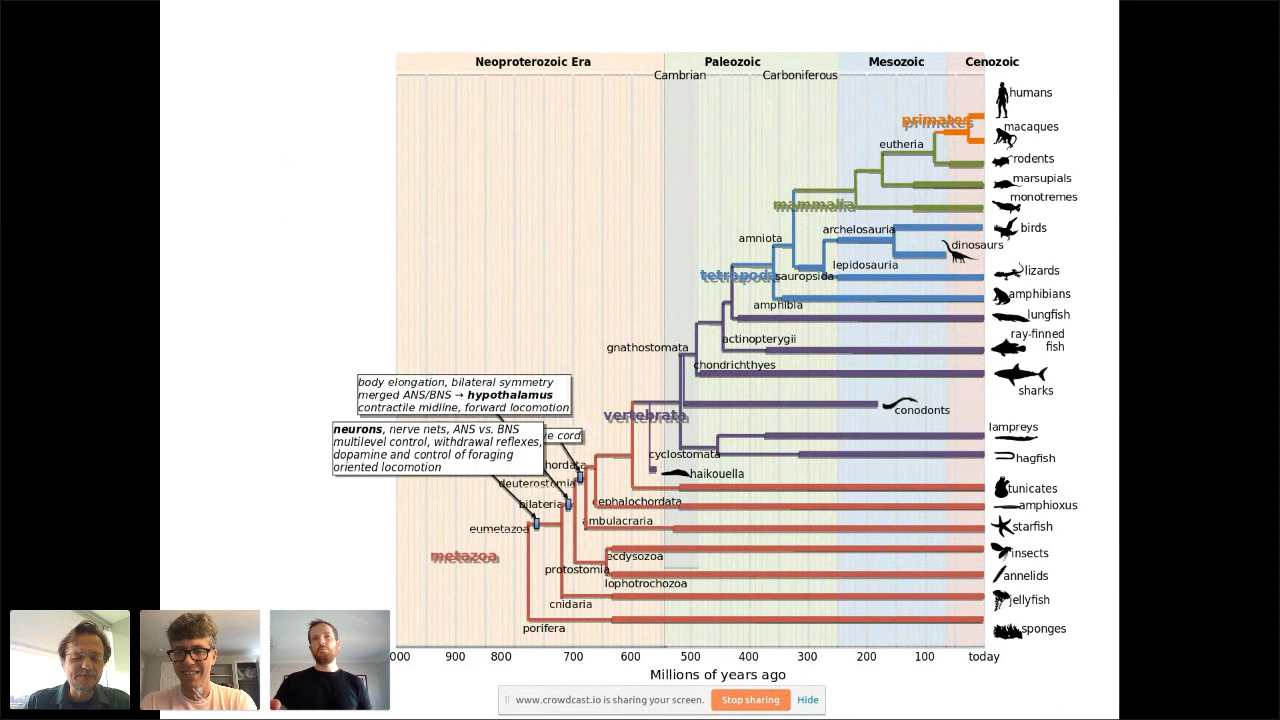 Neoproterozoic Era
Paleozoic
Mesozoic
Cenozoic
Cambrian
Carboniferous
humans
primates
macaques
eutheria
rodents
marsupials
monotremes
mammalia
birds
archelosauria
amniota
dinosaurs
lepidosauria
lizards
tetrapoda
sauropsida
amphibians
amphibia
lungfish
ray-finned
fish
actinopterygii
gnathostomata
chondrichthyes
sharks
body elongation, bilateral symmetry
merged ANS/BNS → hypothalamus
contractile midline, forward locomotion
conodonts
vertebrata
neurons, nerve nets, ANS vs. BNS
multilevel control, withdrawal reflexes,
dopamine and control of foraging
oriented locomotion
cord
lampreys
cyclostomata
hagfish
haikouella
deuterostomia
tunicates
bilateria
cephalochordata
amphioxus
ambulacraria
starfish
eumetazoa
metazoa
ecdysozoa
insects
protostomia
annelids
lophotrochozoa
jellyfish
cnidaria
porifera
sponges
000 900 800 700 600 500 400 300 200 100 today
Millions of years ago
www.crowdcast.io is sharing your screen. Stop sharing Hide